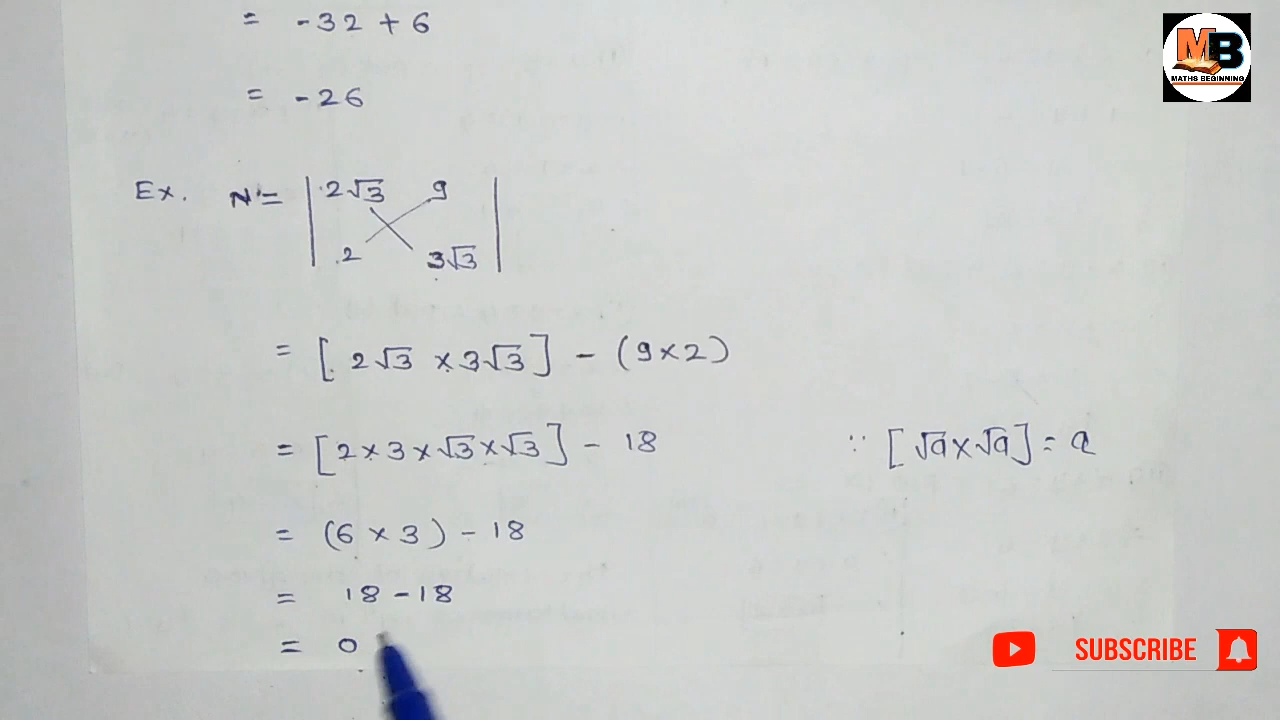 = -32 + 6
MB
MATHS BEGINNING
= -26
Ex. N = | 2√3 9 |
| 2 3√3 |
= [2√3 × 3√3] - (9×2)
= [2×3×√3×√3] - 18 ∵ [√a×√a] = a
= (6 × 3) - 18
= 18 - 18
= 0
SUBSCRIBE